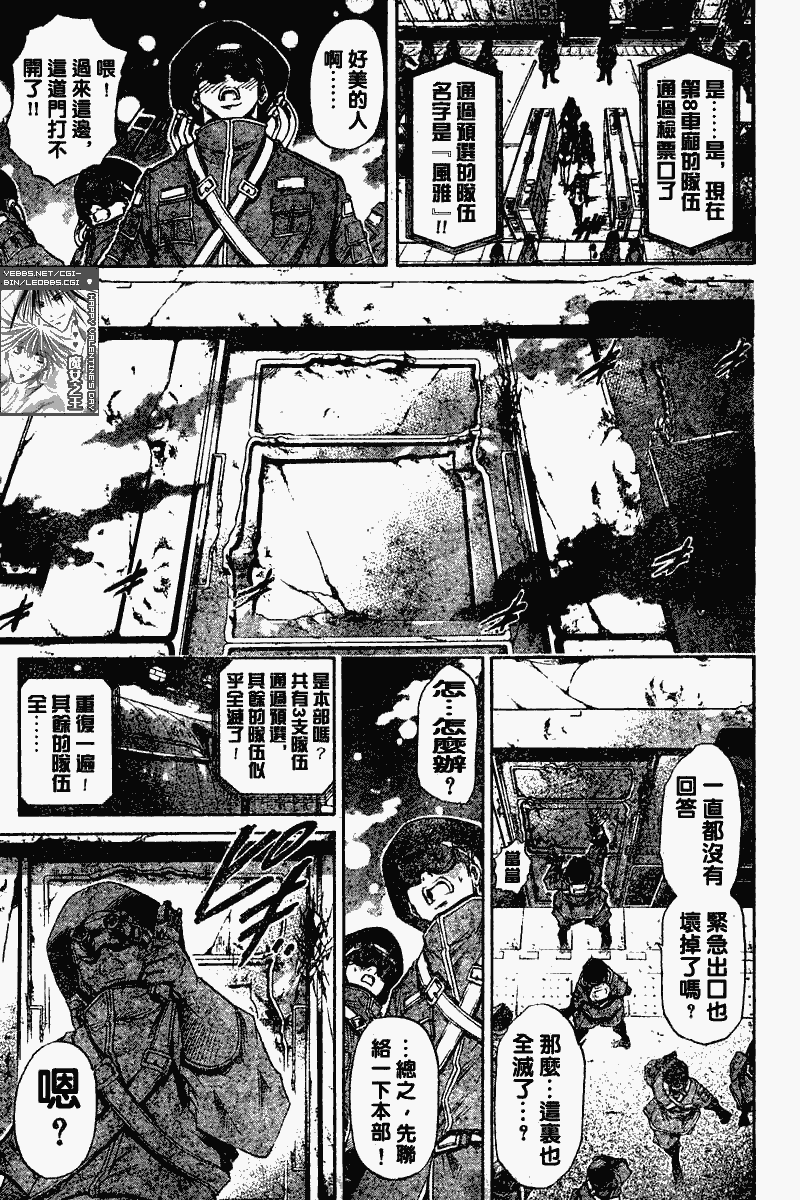 是……是，現在
第8車廂的隊伍
通過檢票口了
通過預選的隊伍
名字是『風雅』!!
好美的人
啊……
喂！
過來這邊，
這道門打不
開了!!
VEBBS.NET/CGI-
BIN/LEOBBS.CGI
HAPPY VALENTINES DAY
魔女之王
一直都沒有
回答
緊急出口也
壞掉了嗎？
當當
那麼…這裏也
全滅了…？
怎…怎麼辦？
…總之，先聯
絡一下本部！
是本部嗎？
共有3支隊伍
通過預選，
其餘的隊伍似
乎全滅了！
重復一遍！
其餘的隊伍
全……
嗯？